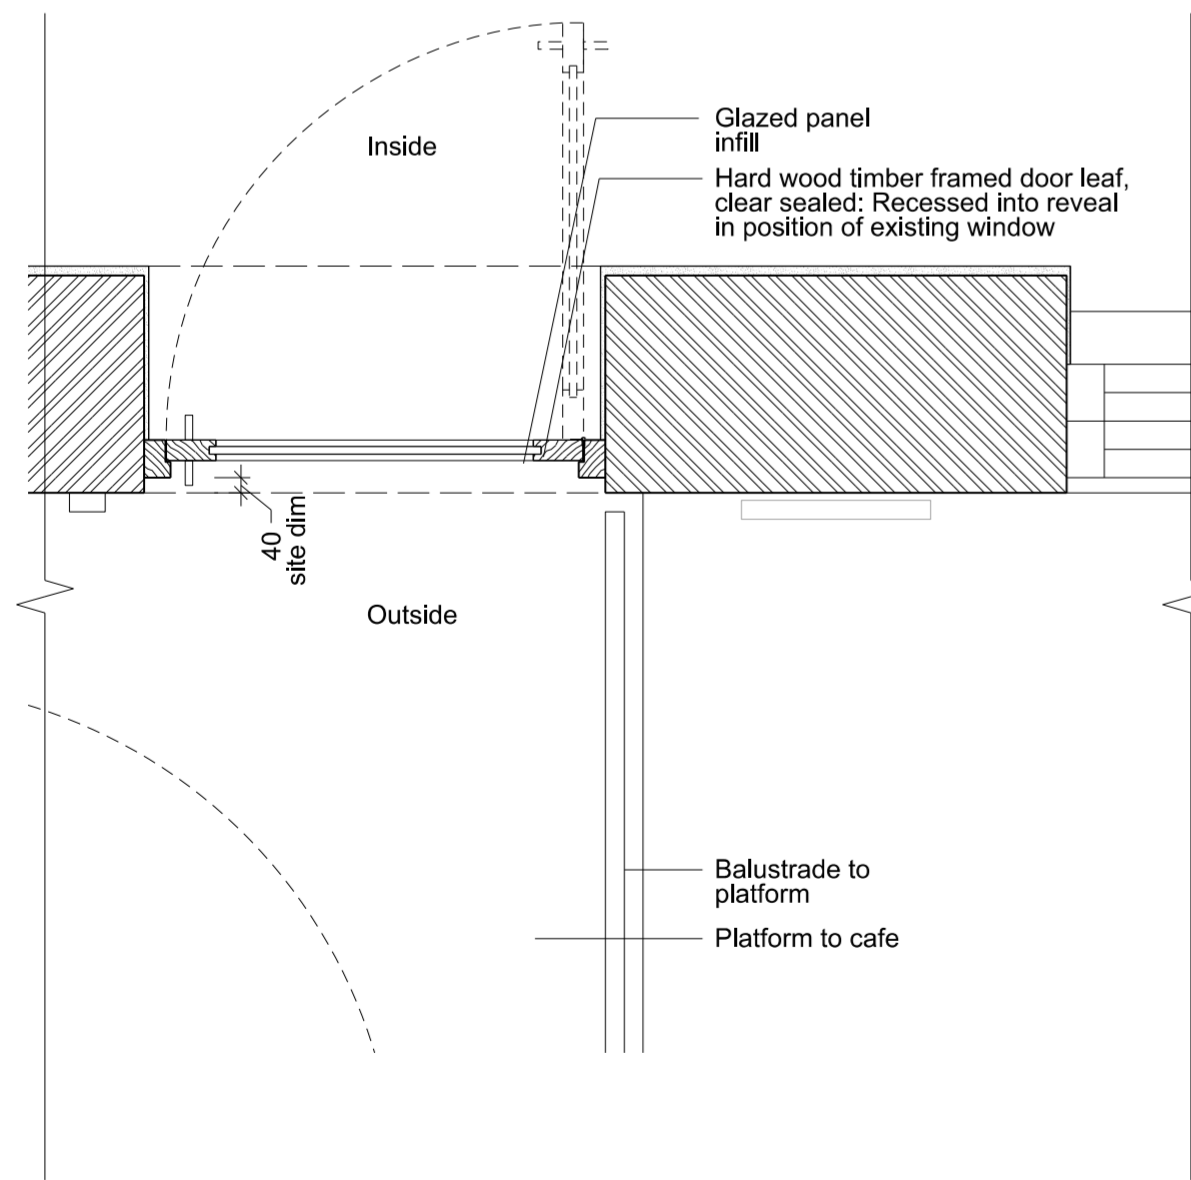 Inside
Glazed panel
infill
Hard wood timber framed door leaf,
clear sealed: Recessed into reveal
in position of existing window
40
site dim
Outside
Balustrade to
platform
Platform to cafe